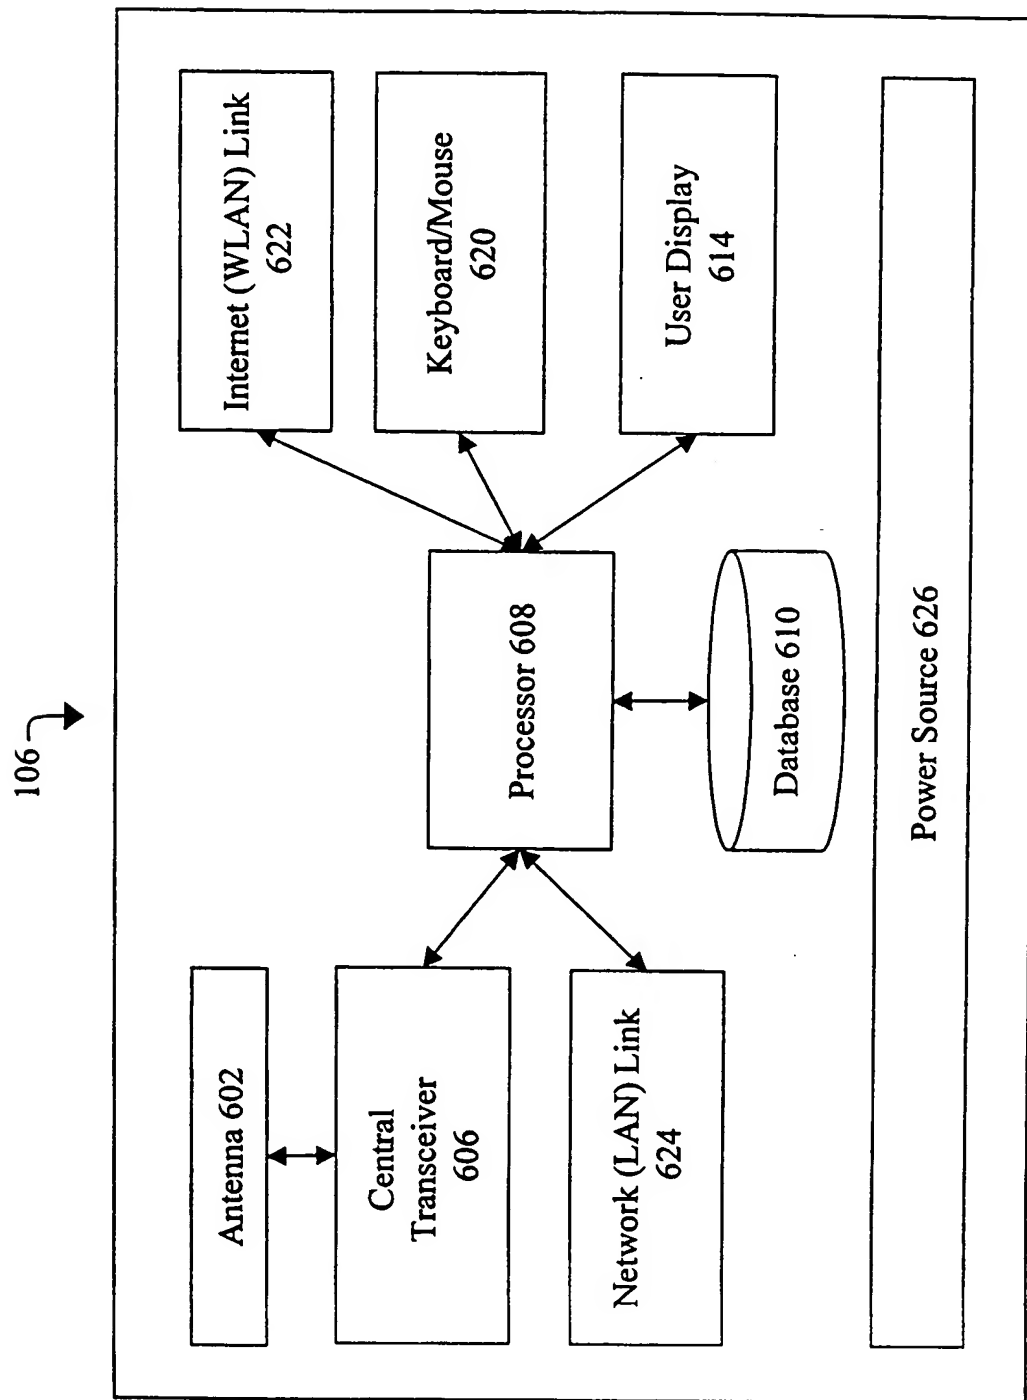 106
Antenna 602
Central
Transceiver
606
Network (LAN) Link
624
Processor 608
Database 610
Internet (WLAN) Link
622
Keyboard/Mouse
620
User Display
614
Power Source 626